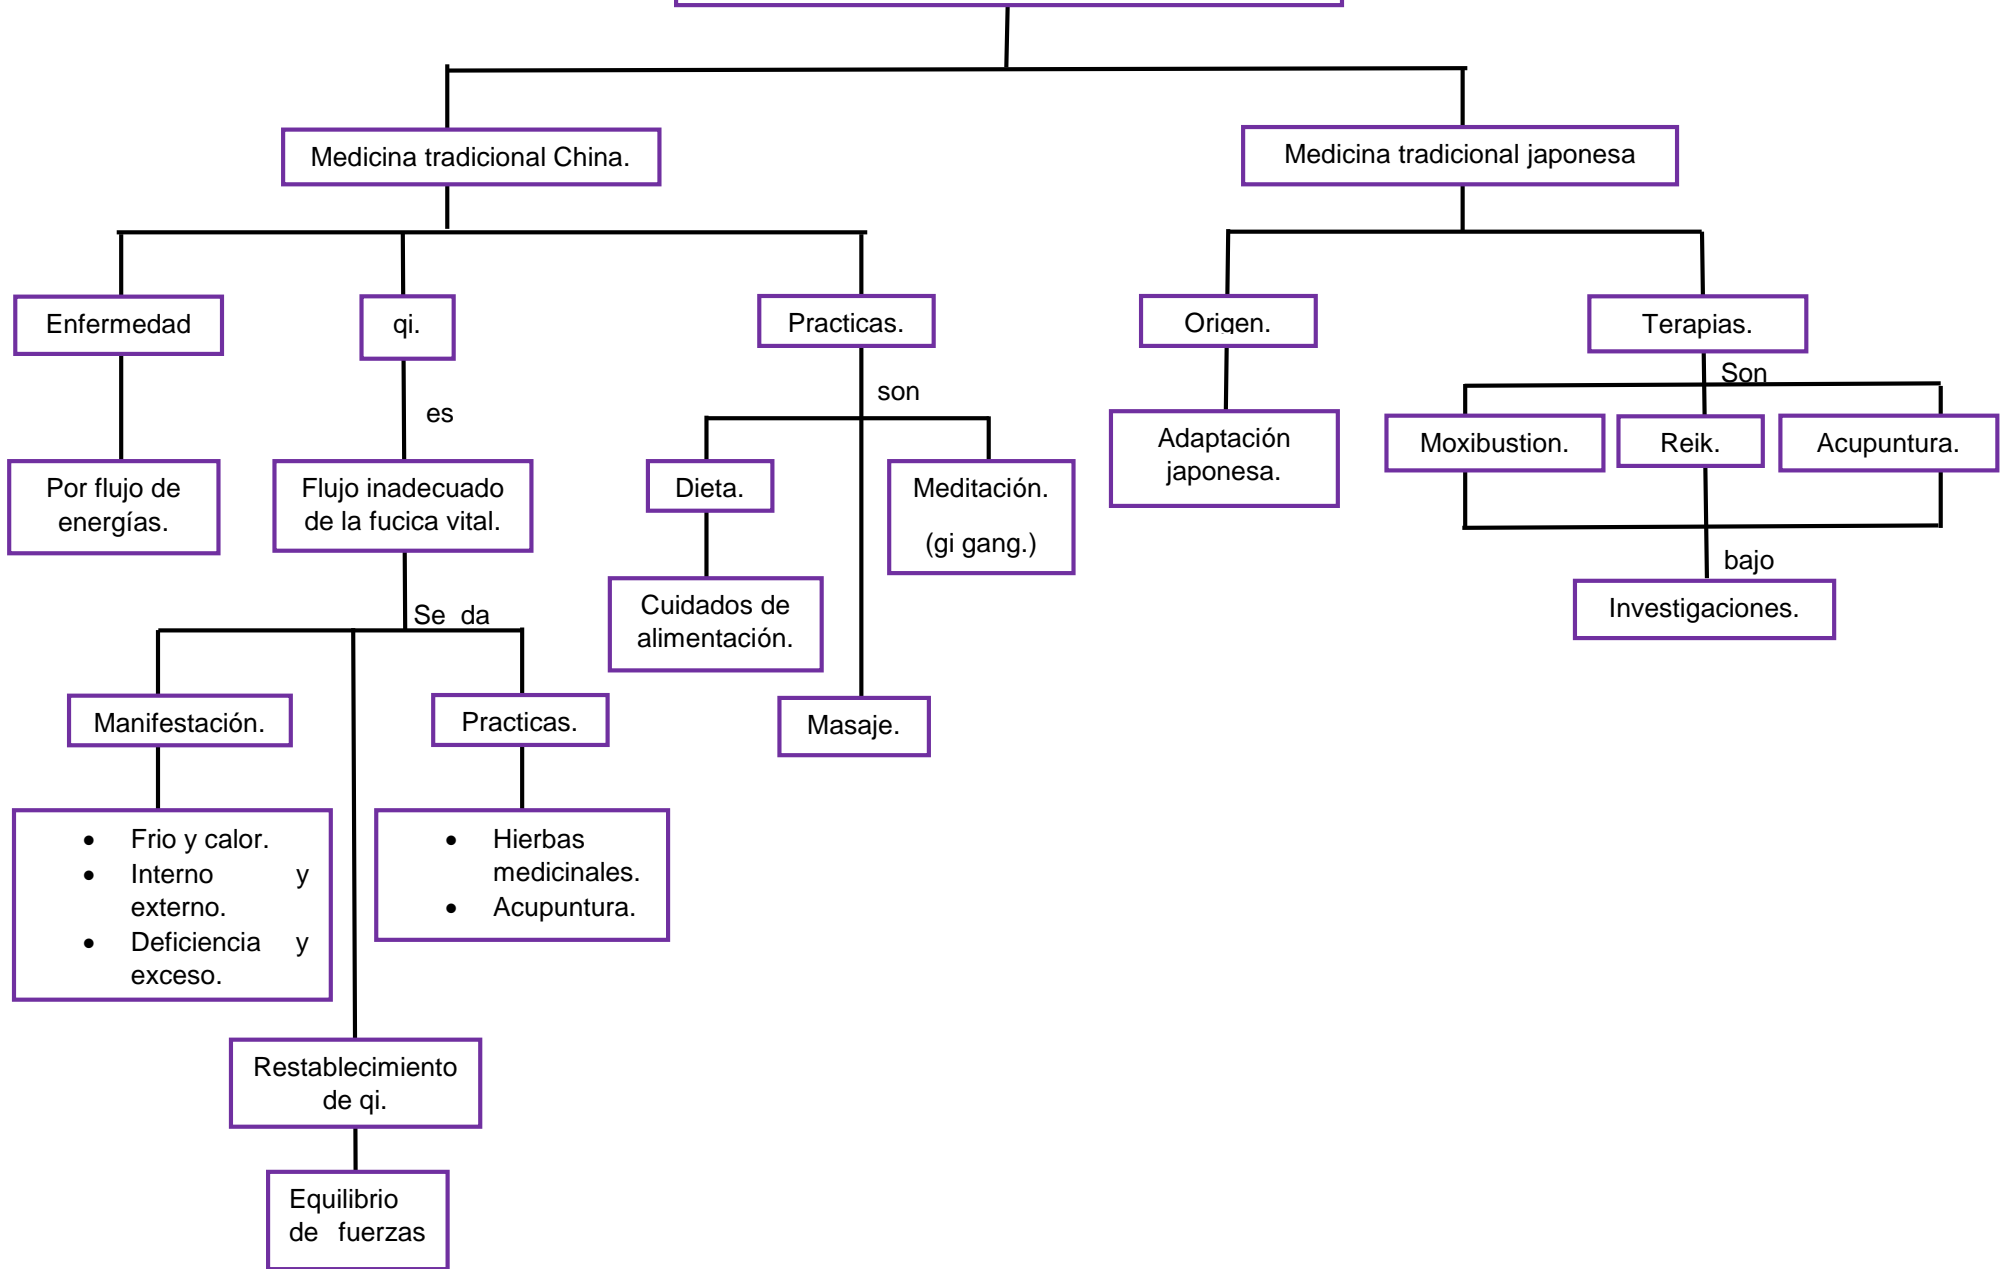 Medicina tradicional China.
Medicina tradicional japonesa
Enfermedad
qi.
Practicas.
Origen.
Terapias.
son
es
Son
Por flujo de
energías.
Flujo inadecuado
de la fucica vital.
Dieta.
Meditación.
(gi gang.)
Adaptación
japonesa.
Moxibustion.
Reik.
Acupuntura.
bajo
Investigaciones.
Cuidados de
alimentación.
Se da
Manifestación.
Practicas.
Masaje.
• Frio y calor.
• Interno y
externo.
• Deficiencia y
exceso.
• Hierbas
medicinales.
• Acupuntura.
Restablecimiento
de qi.
Equilibrio
de fuerzas